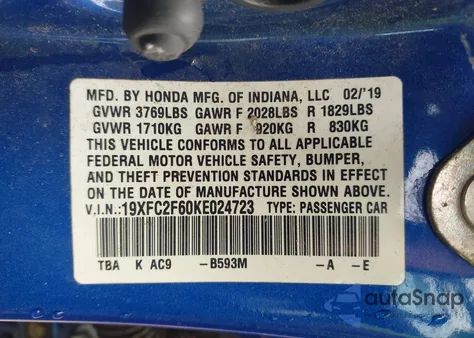 MFD. BY HONDA MFG. OF INDIANA, LLC 02/'19
GVWR 3769LBS GAWR F 2028LBS R 1829LBS
GVWR 1710KG GAWR F 920KG R 830KG
THIS VEHICLE CONFORMS TO ALL APPLICABLE
FEDERAL MOTOR VEHICLE SAFETY, BUMPER,
AND THEFT PREVENTION STANDARDS IN EFFECT
ON THE DATE OF MANUFACTURE SHOWN ABOVE.
V.I.N.:19XFC2F60KE024723 TYPE: PASSENGER CAR
TBA K AC9 -B593M -A -E
autoSnap